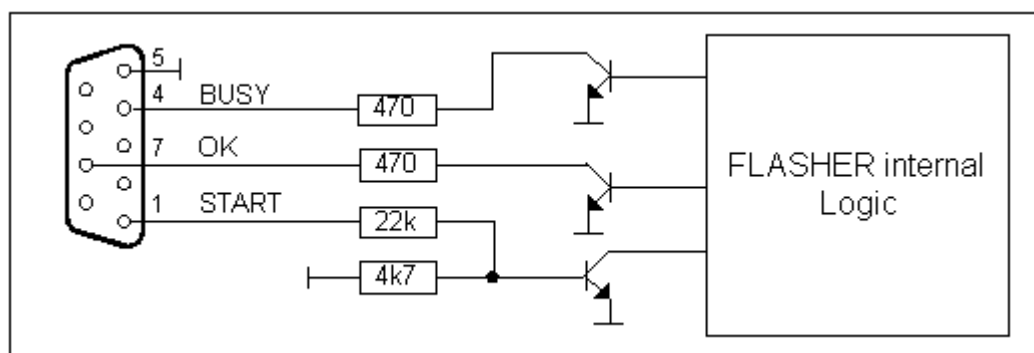 5
4 BUSY 470
7 OK 470
1 START 22k
4k7
FLASHER internal
Logic